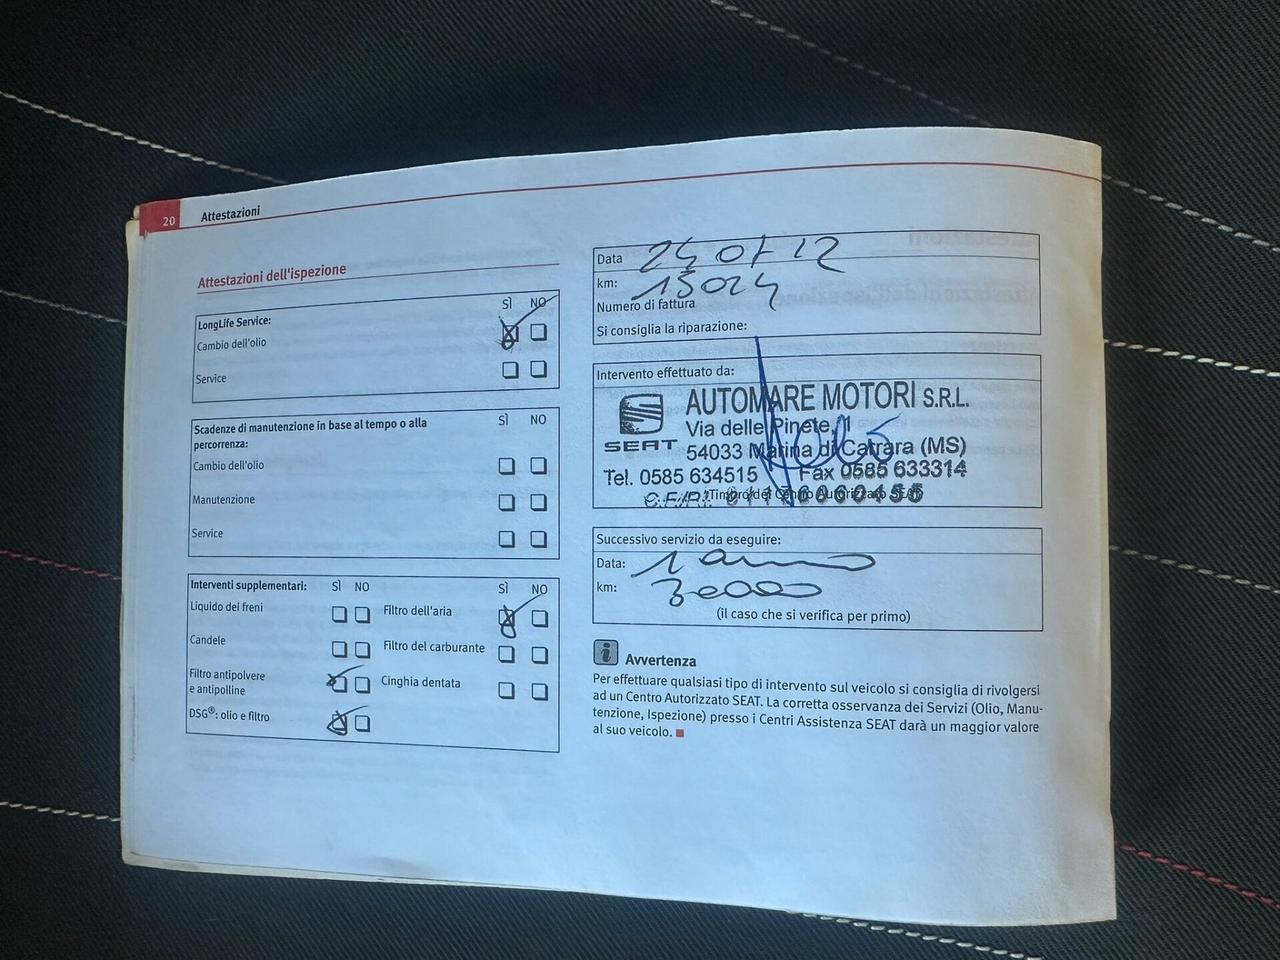 20 Attestazioni
Attestazioni dell'ispezione
SÌ NO
LongLife Service:
Cambio dell'olio
Service
SÌ NO
Scadenze di manutenzione in base al tempo o alla
percorrenza:
Cambio dell'olio
Manutenzione
Service
Interventi supplementari: SÌ NO SÌ NO
Liquido dei freni Filtro dell'aria
Candele Filtro del carburante
Filtro antipolvere
e antipolline Cinghia dentata
DSG®: olio e filtro
Data
km: 15024
Numero di fattura
Si consiglia la riparazione:
Intervento effettuato da:
AUTOMARE MOTORI S.R.L.
Via delle Pinete, 1
SEAT 54033 Marina di Carrara (MS)
Tel. 0585 634515 Fax 0585 633314
Timbro del Centro Autorizzato SEAT
Successivo servizio da eseguire:
Data: 1 anno
km: 30000
(il caso che si verifica per primo)
i Avvertenza
Per effettuare qualsiasi tipo di intervento sul veicolo si consiglia di rivolgersi
ad un Centro Autorizzato SEAT. La corretta osservanza dei Servizi (Olio, Manu-
tenzione, Ispezione) presso i Centri Assistenza SEAT darà un maggior valore
al suo veicolo.